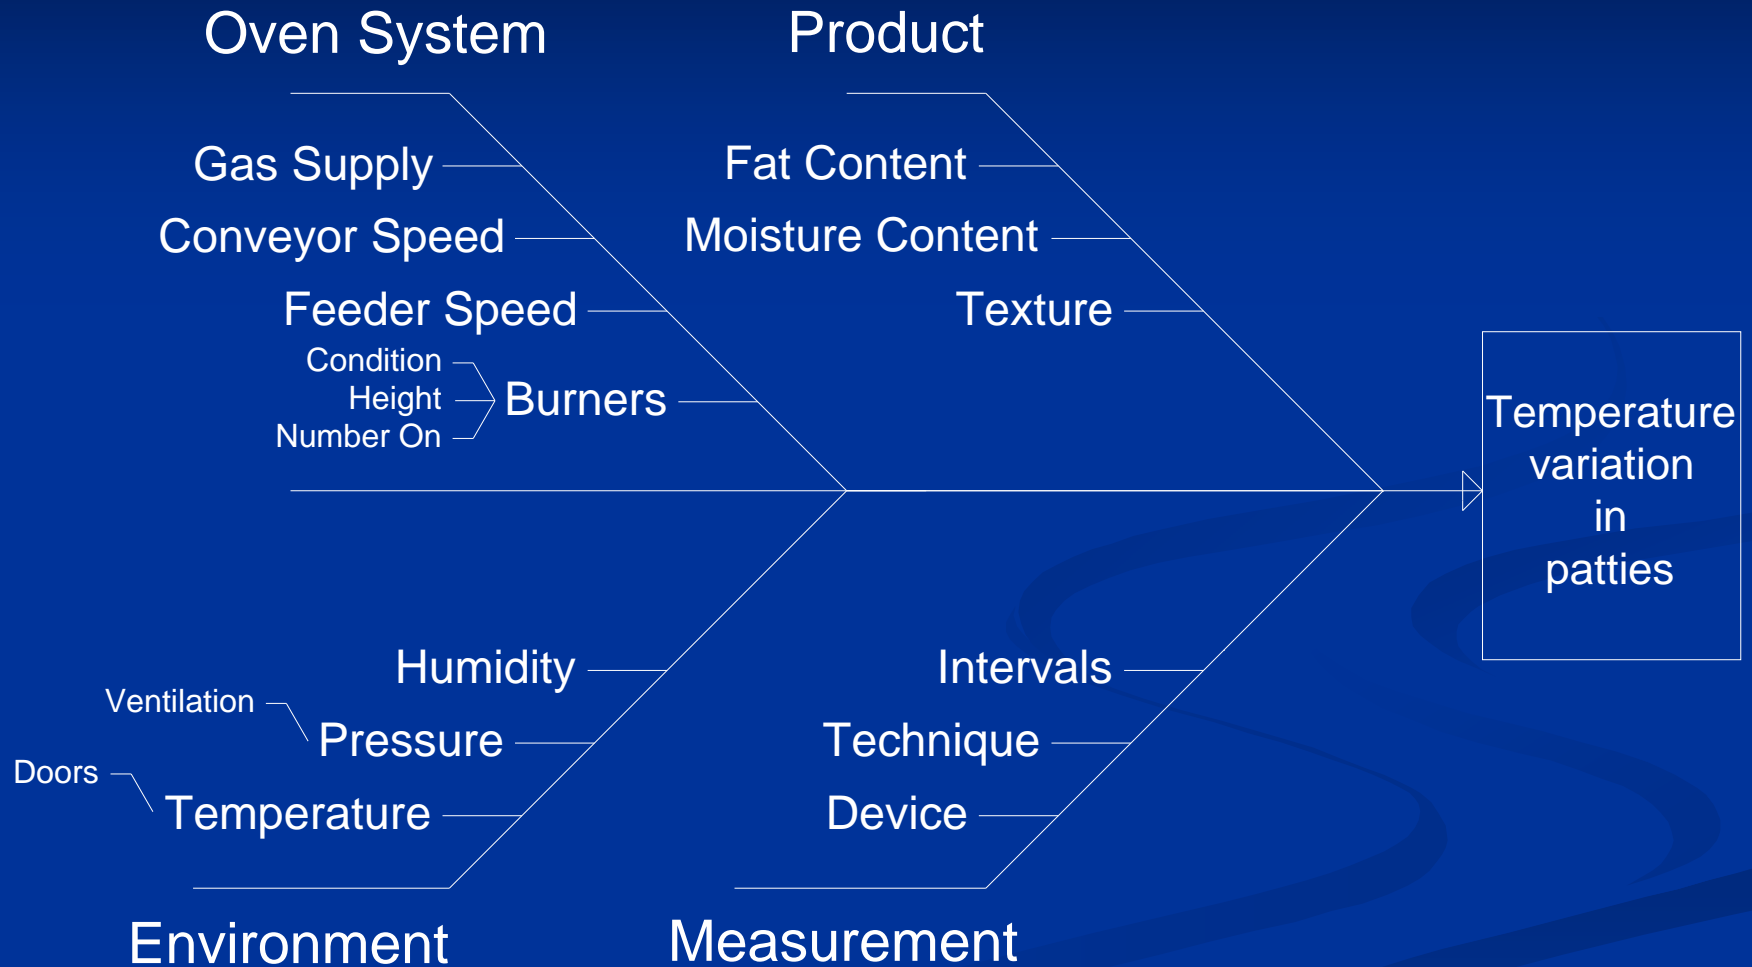 Oven System
Product
Gas Supply
Fat Content
Conveyor Speed
Moisture Content
Feeder Speed
Texture
Condition
Height
Number On
Burners
Temperature
variation
in
patties
Humidity
Intervals
Ventilation
Pressure
Technique
Doors
Temperature
Device
Environment
Measurement